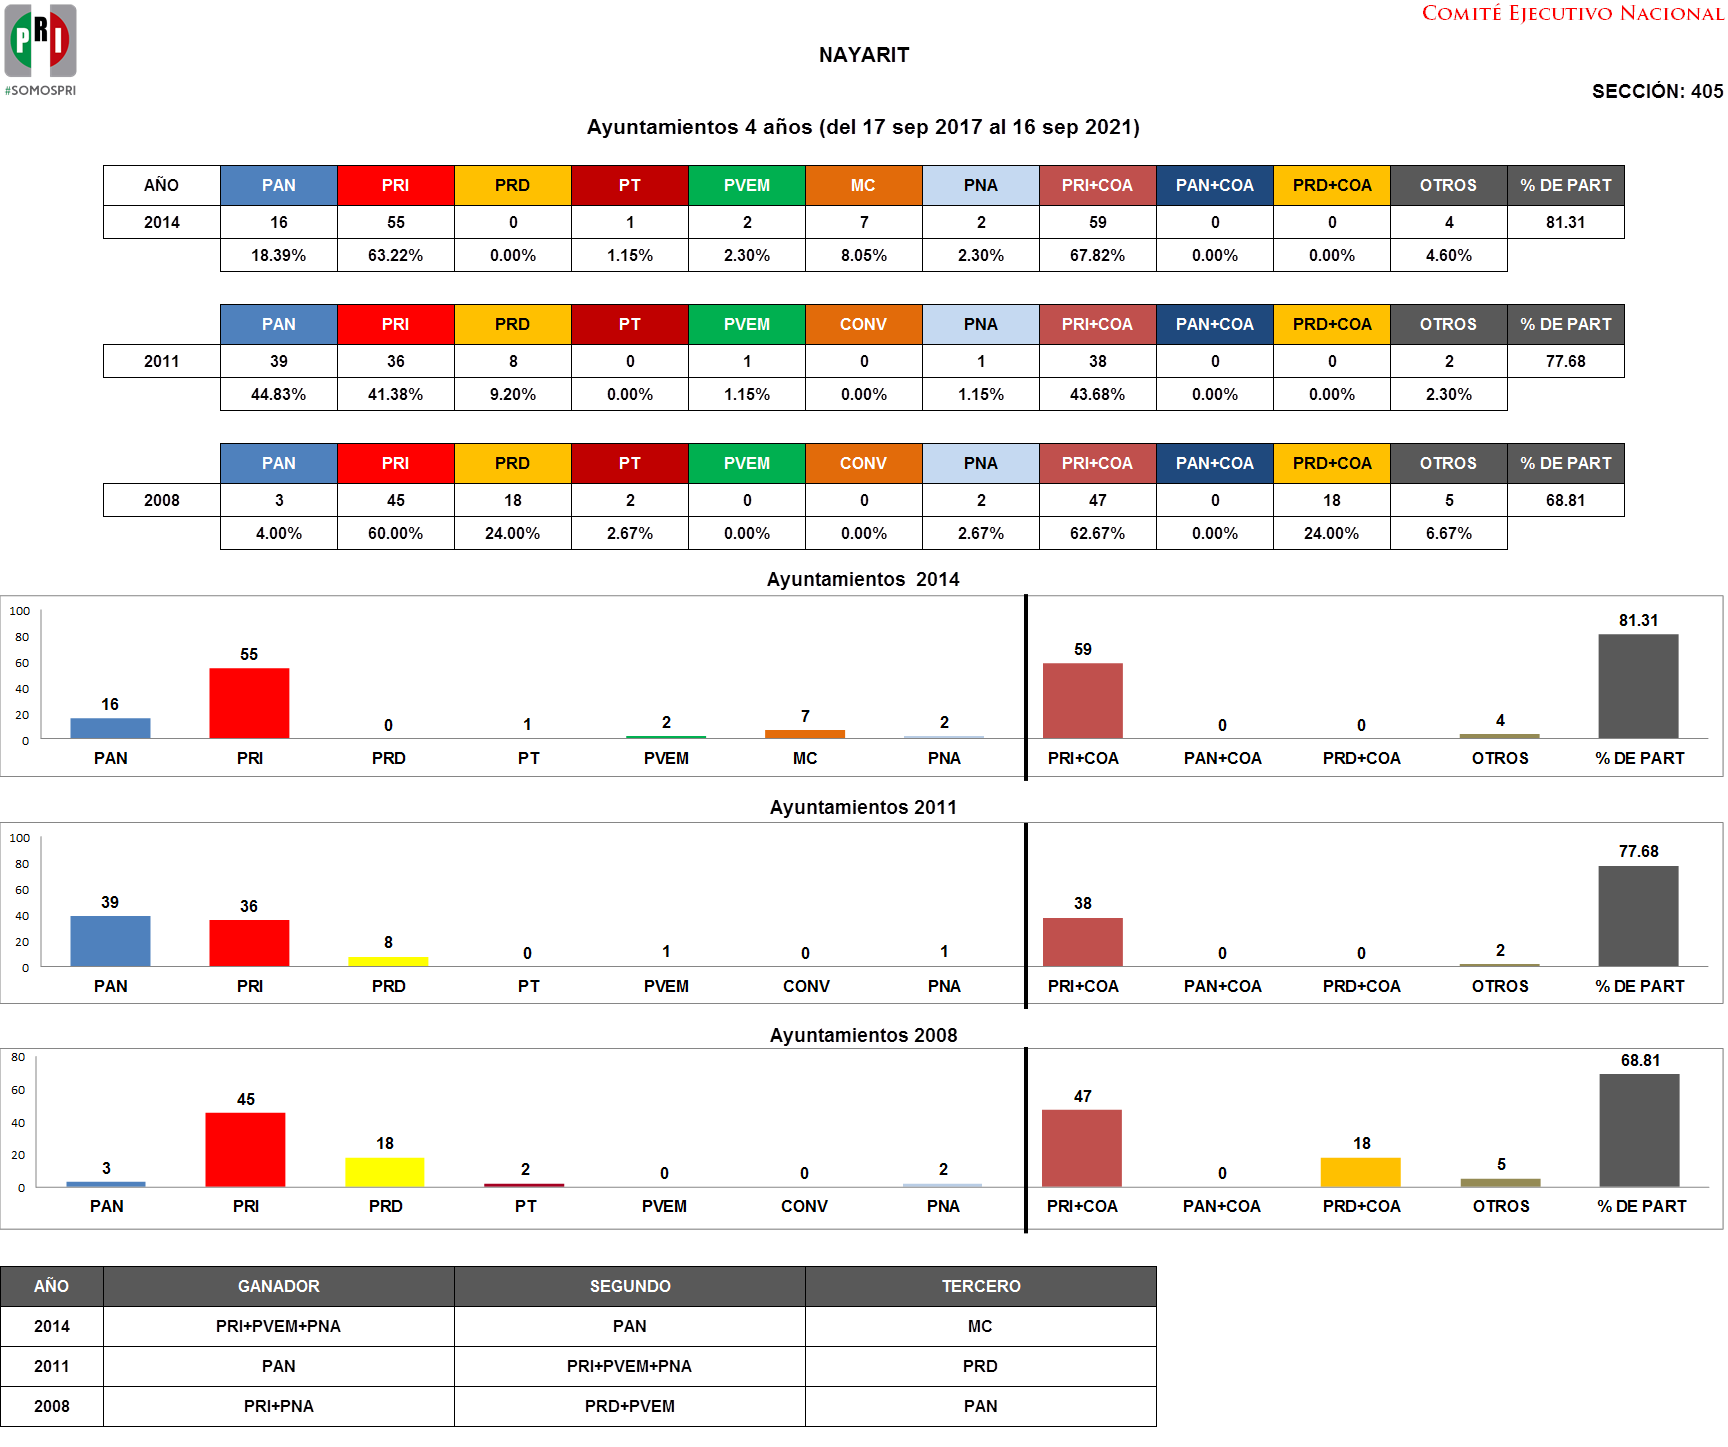 COMITÉ EJECUTIVO NACIONAL
PRI
#SOMOSPRI
NAYARIT
SECCIÓN: 405
Ayuntamientos 4 años (del 17 sep 2017 al 16 sep 2021)
AÑO PAN PRI PRD PT PVEM MC PNA PRI+COA PAN+COA PRD+COA OTROS % DE PART
2014 16 55 0 1 2 7 2 59 0 0 4 81.31
18.39% 63.22% 0.00% 1.15% 2.30% 8.05% 2.30% 67.82% 0.00% 0.00% 4.60%
PAN PRI PRD PT PVEM CONV PNA PRI+COA PAN+COA PRD+COA OTROS % DE PART
2011 39 36 8 0 1 0 1 38 0 0 2 77.68
44.83% 41.38% 9.20% 0.00% 1.15% 0.00% 1.15% 43.68% 0.00% 0.00% 2.30%
PAN PRI PRD PT PVEM CONV PNA PRI+COA PAN+COA PRD+COA OTROS % DE PART
2008 3 45 18 2 0 0 2 47 0 18 5 68.81
4.00% 60.00% 24.00% 2.67% 0.00% 0.00% 2.67% 62.67% 0.00% 24.00% 6.67%
Ayuntamientos 2014
100
80
60
40
20
0
16 55 0 1 2 7 2 59 0 0 4 81.31
PAN PRI PRD PT PVEM MC PNA PRI+COA PAN+COA PRD+COA OTROS % DE PART
Ayuntamientos 2011
100
80
60
40
20
0
39 36 8 0 1 0 1 38 0 0 2 77.68
PAN PRI PRD PT PVEM CONV PNA PRI+COA PAN+COA PRD+COA OTROS % DE PART
Ayuntamientos 2008
80
60
40
20
0
3 45 18 2 0 0 2 47 0 18 5 68.81
PAN PRI PRD PT PVEM CONV PNA PRI+COA PAN+COA PRD+COA OTROS % DE PART
AÑO GANADOR SEGUNDO TERCERO
2014 PRI+PVEM+PNA PAN MC
2011 PAN PRI+PVEM+PNA PRD
2008 PRI+PNA PRD+PVEM PAN